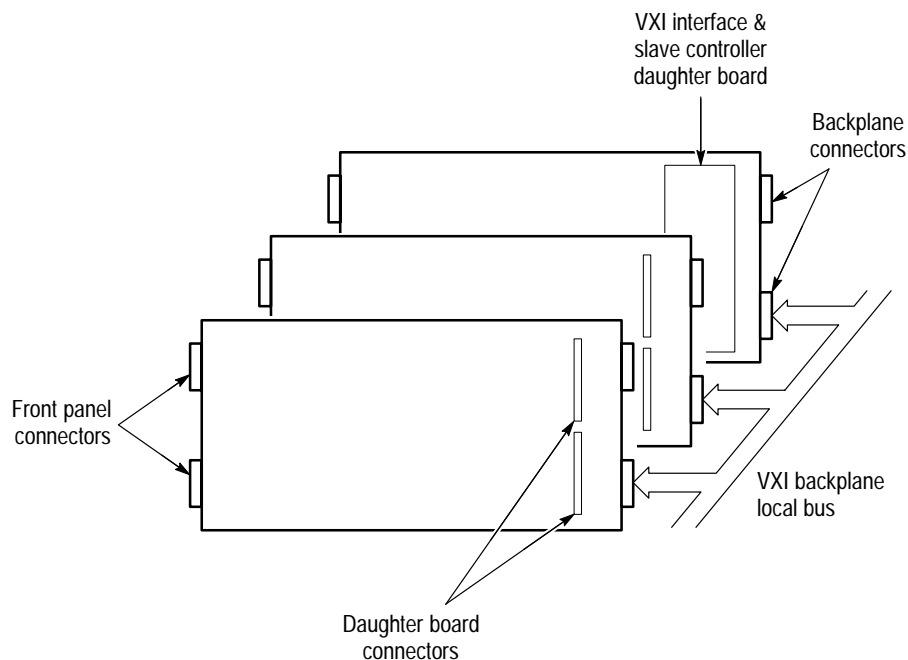 VXI interface &
slave controller
daughter board
Backplane
connectors
Front panel
connectors
VXI backplane
local bus
Daughter board
connectors